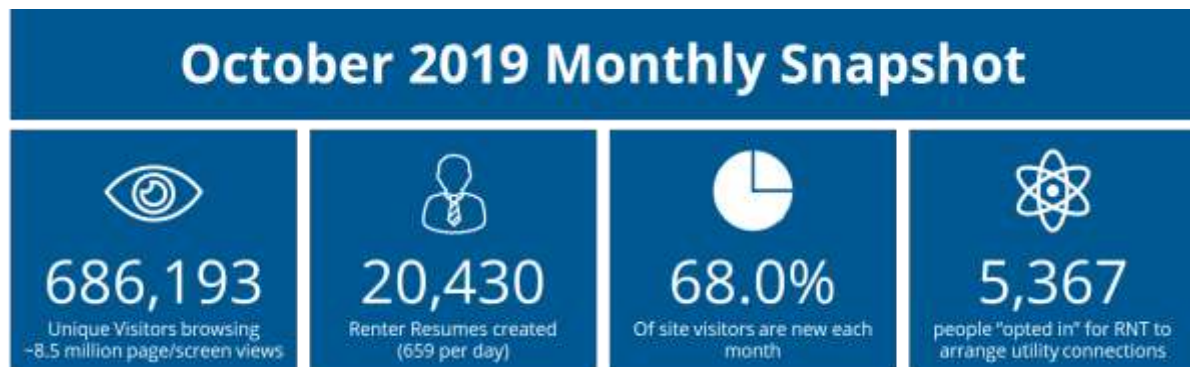 October 2019 Monthly Snapshot
686,193
Unique Visitors browsing
~8.5 million page/screen views
20,430
Renter Resumes created
(659 per day)
68.0%
Of site visitors are new each
month
5,367
people “opted in” for RNT to
arrange utility connections